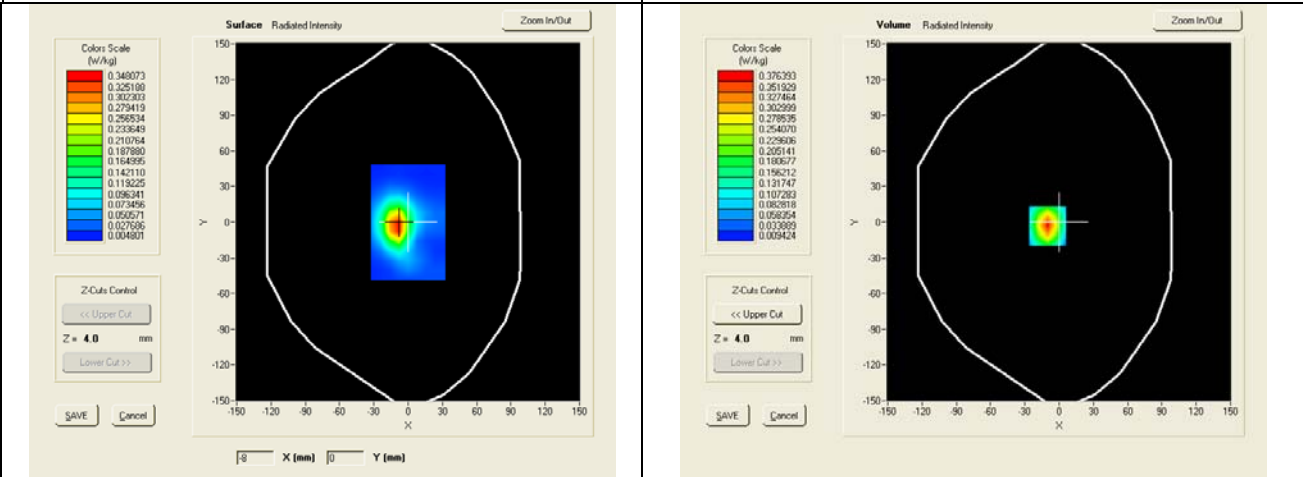 Surface Radiated Intensity
Zoom In/Out
Colors Scale
(W/kg)
0.348073
0.325188
0.302303
0.279419
0.256534
0.233649
0.210764
0.187880
0.164995
0.142110
0.119225
0.096341
0.073456
0.050571
0.027686
0.004801
150
120
90
60
30
0
-30
-60
-90
-120
-150
Y
-150 -120 -90 -60 -30 0 30 60 90 120 150
X
Z-Cuts Control
<< Upper Cut
Z = 4.0 mm
Lower Cut >>
SAVE Cancel
-8 X (mm) 0 Y (mm)
Volume Radiated Intensity
Zoom In/Out
Colors Scale
(W/kg)
0.376393
0.351929
0.327464
0.302999
0.278535
0.254070
0.229606
0.205141
0.180677
0.156212
0.131747
0.107283
0.082818
0.058354
0.033889
0.009424
150
120
90
60
30
0
-30
-60
-90
-120
-150
Y
-150 -120 -90 -60 -30 0 30 60 90 120 150
X
Z-Cuts Control
<< Upper Cut
Z = 4.0 mm
Lower Cut >>
SAVE Cancel